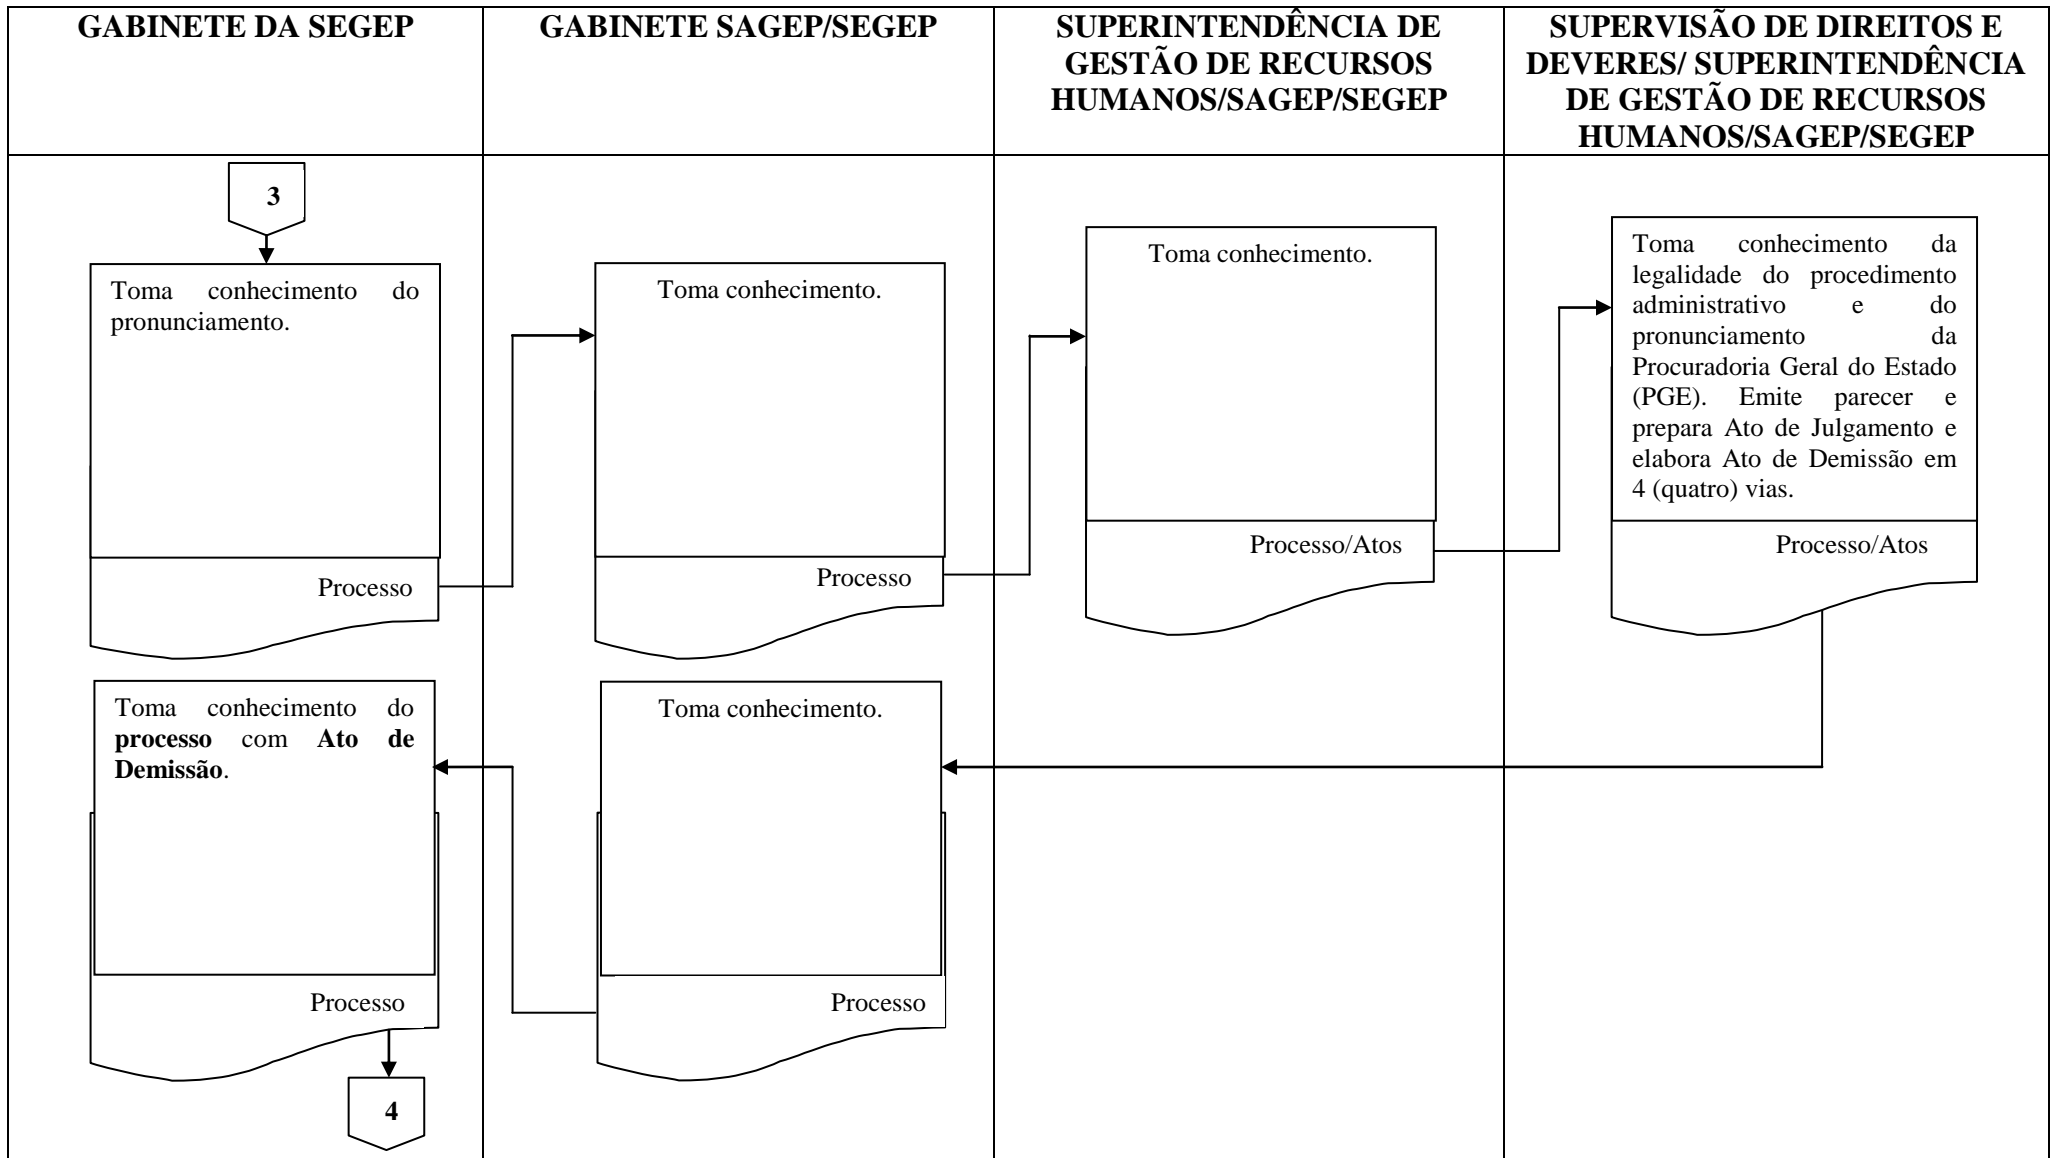 GABINETE DA SEGEP
GABINETE SAGEP/SEGEP
SUPERINTENDÊNCIA DE
GESTÃO DE RECURSOS
HUMANOS/SAGEP/SEGEP
SUPERVISÃO DE DIREITOS E
DEVERES/ SUPERINTENDÊNCIA
DE GESTÃO DE RECURSOS
HUMANOS/SAGEP/SEGEP
3
Toma conhecimento do
pronunciamento.
Processo
Toma conhecimento.
Processo
Toma conhecimento.
Processo/Atos
Toma conhecimento da
legalidade do procedimento
administrativo e do
pronunciamento da
Procuradoria Geral do Estado
(PGE). Emite parecer e
prepara Ato de Julgamento e
elabora Ato de Demissão em
4 (quatro) vias.
Processo/Atos
Toma conhecimento.
Processo
Toma conhecimento do
processo com Ato de
Demissão.
Processo
4